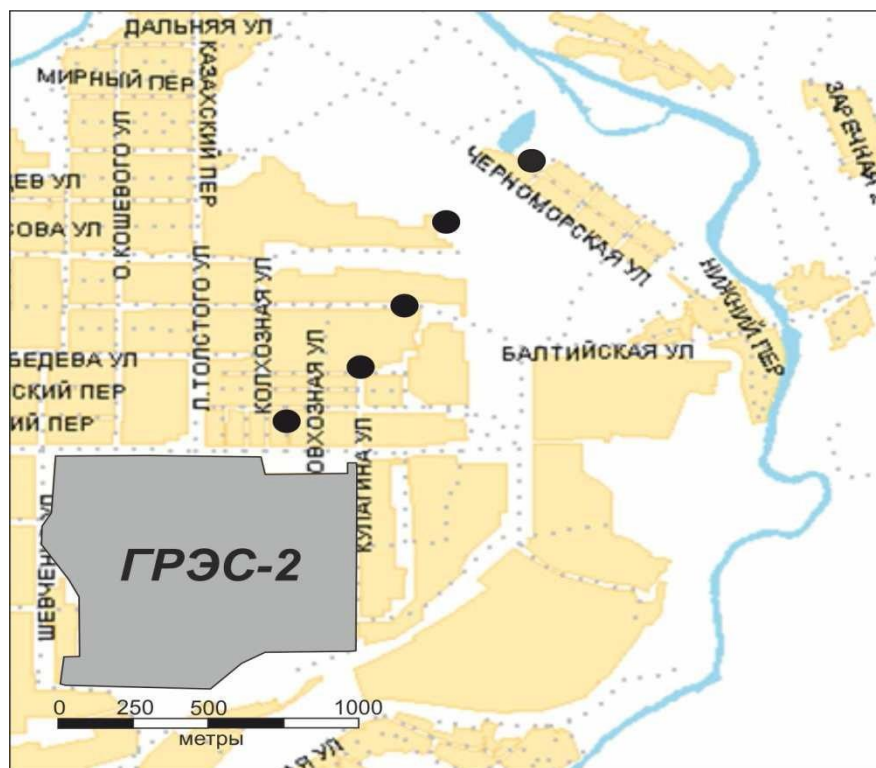 ДАЛЬНЯЯ УЛ
МИРНЫЙ ПЕР
КАЗАХСКИЙ ПЕР
О.КОШЕВОГО УЛ
ЗАРЕЧНАЯ
ЧЕРНОМОРСКАЯ УЛ
ДЕВ УЛ
СОВА УЛ
Л.ТОЛСТОГО УЛ
КОЛХОЗНАЯ УЛ
НИЖНИЙ ПЕР
БЕДЕВА УЛ
БАЛТИЙСКАЯ УЛ
СКИЙ ПЕР
ИЙ ПЕР
ОВХОЗНАЯ УЛ
КУЛАГИНА УЛ
ШЕВЧЕНКО УЛ
ГРЭС-2
0 250 500 1000
метры
АЯ УЛ